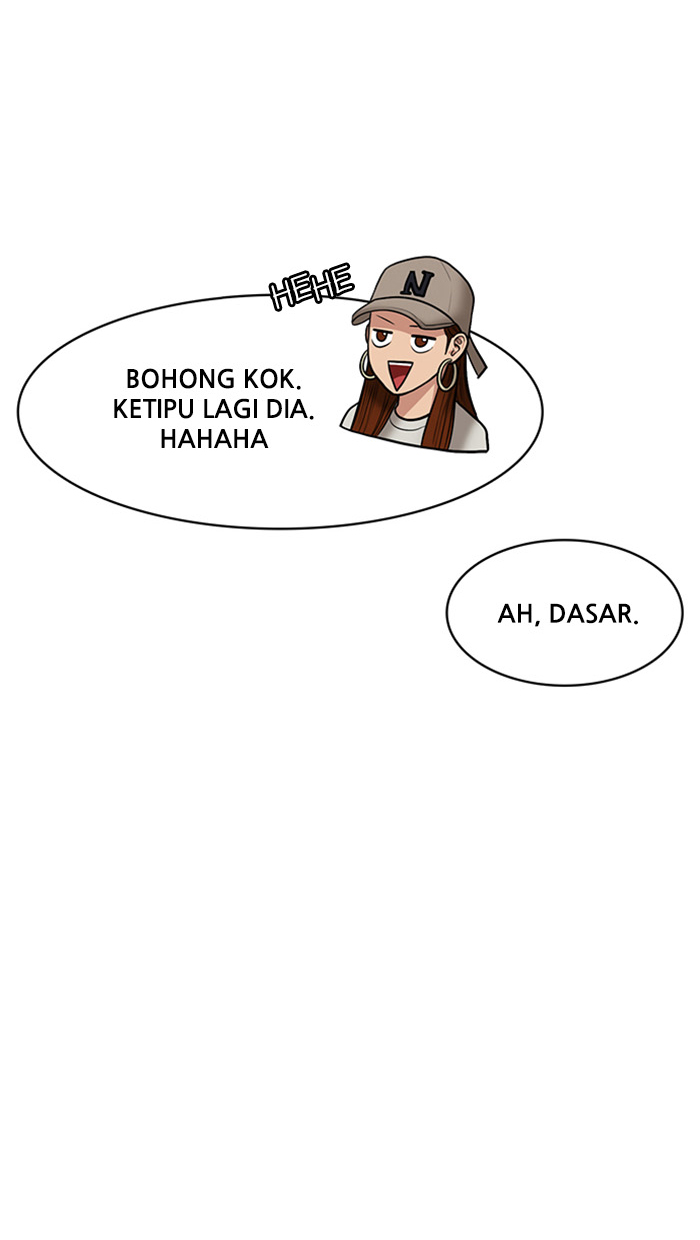 HEHE
N
BOHONG KOK.
KETIPU LAGI DIA.
HAHAHA
AH, DASAR.